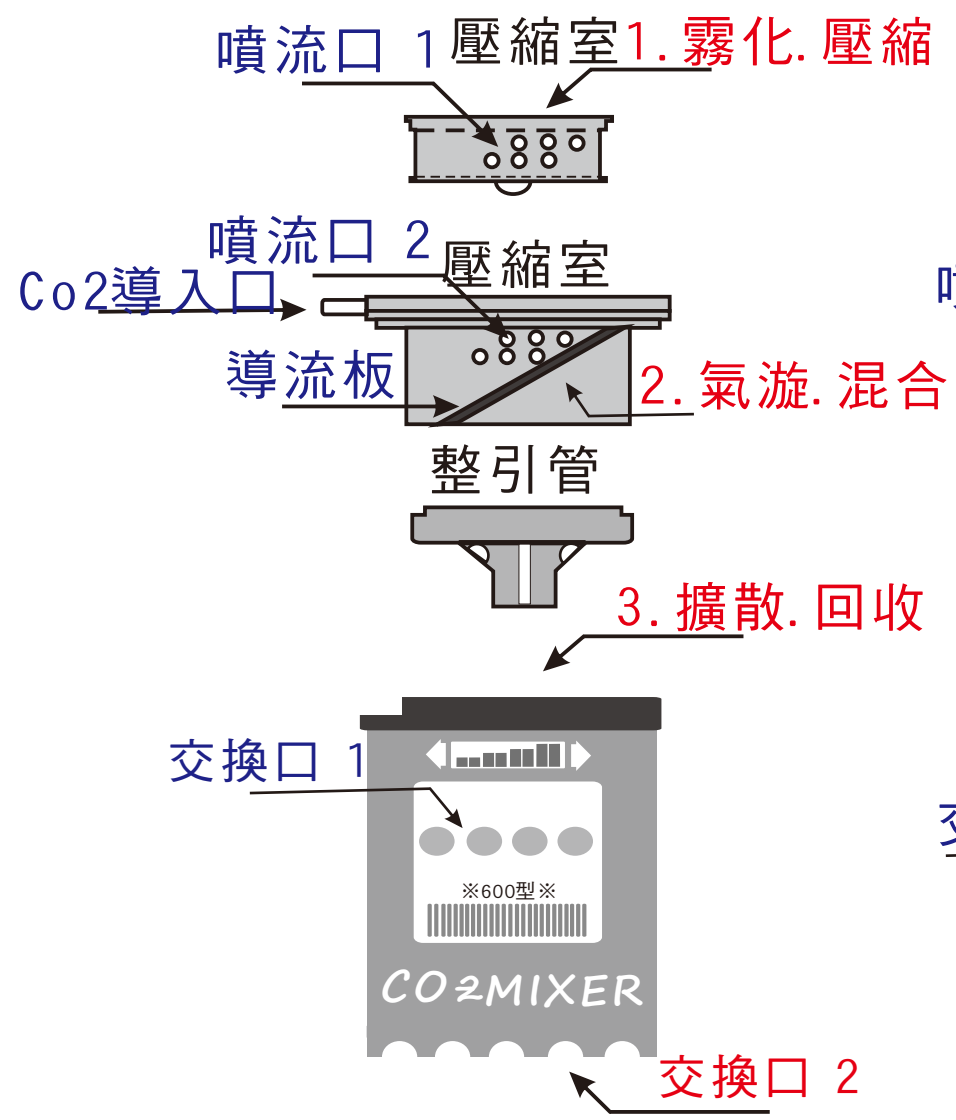 噴流口 1
壓縮室
1.霧化.壓縮
噴流口 2
壓縮室
Co2導入口
導流板
2.氣漩.混合
整引管
3.擴散.回收
交換口 1
※600型※
CO2MIXER
交換口 2